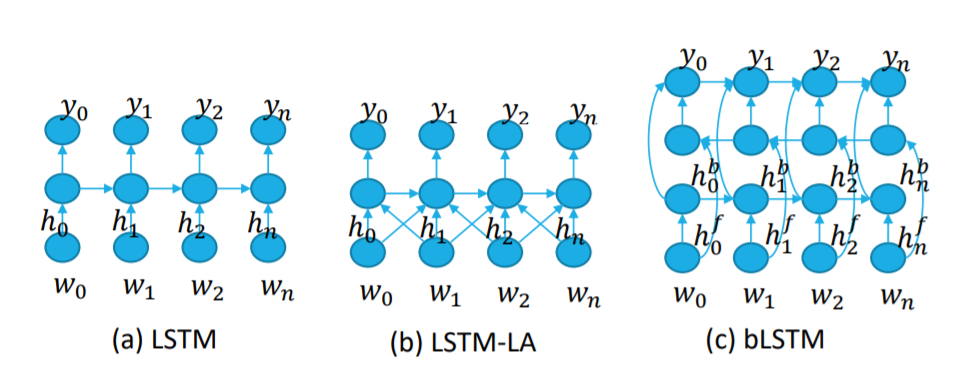 y₀ y₁ y₂ yₙ
h₀ h₁ h₂ hₙ
w₀ w₁ w₂ wₙ
(a) LSTM
y₀ y₁ y₂ yₙ
h₀ h₁ h₂ hₙ
w₀ w₁ w₂ wₙ
(b) LSTM-LA
y₀ y₁ y₂ yₙ
h₀ᵇ h₁ᵇ h₂ᵇ hₙᵇ
h₀ᶠ h₁ᶠ h₂ᶠ hₙᶠ
w₀ w₁ w₂ wₙ
(c) bLSTM